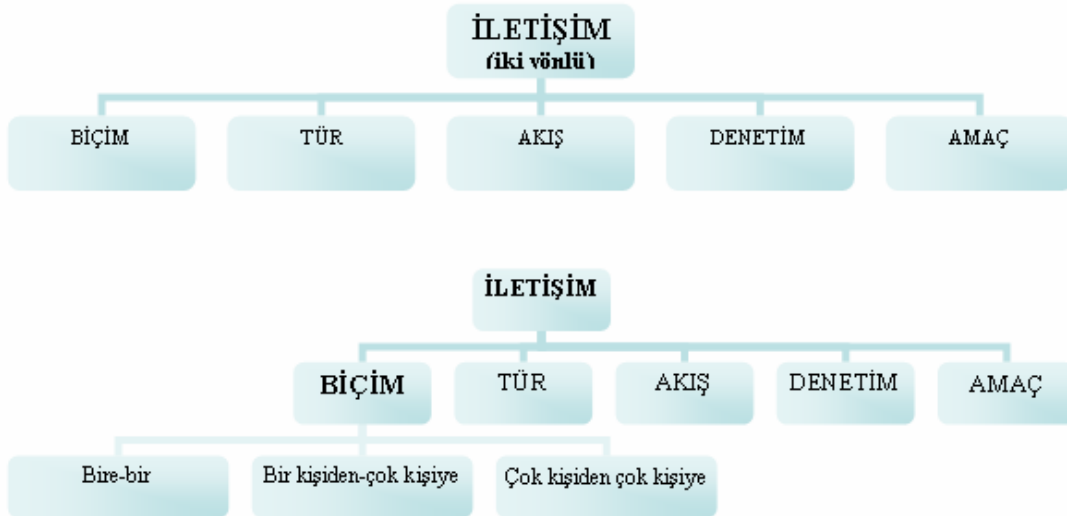 İLETİŞİM
(iki yönlü)
BİÇİM
TÜR
AKIŞ
DENETİM
AMAÇ
İLETİŞİM
BİÇİM
TÜR
AKIŞ
DENETİM
AMAÇ
Bire-bir
Bir kişiden-çok kişiye
Çok kişiden çok kişiye